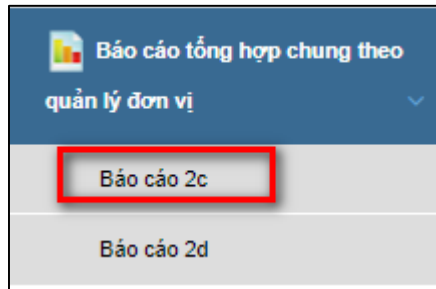 Báo cáo tổng hợp chung theo
quản lý đơn vị
Báo cáo 2c
Báo cáo 2d